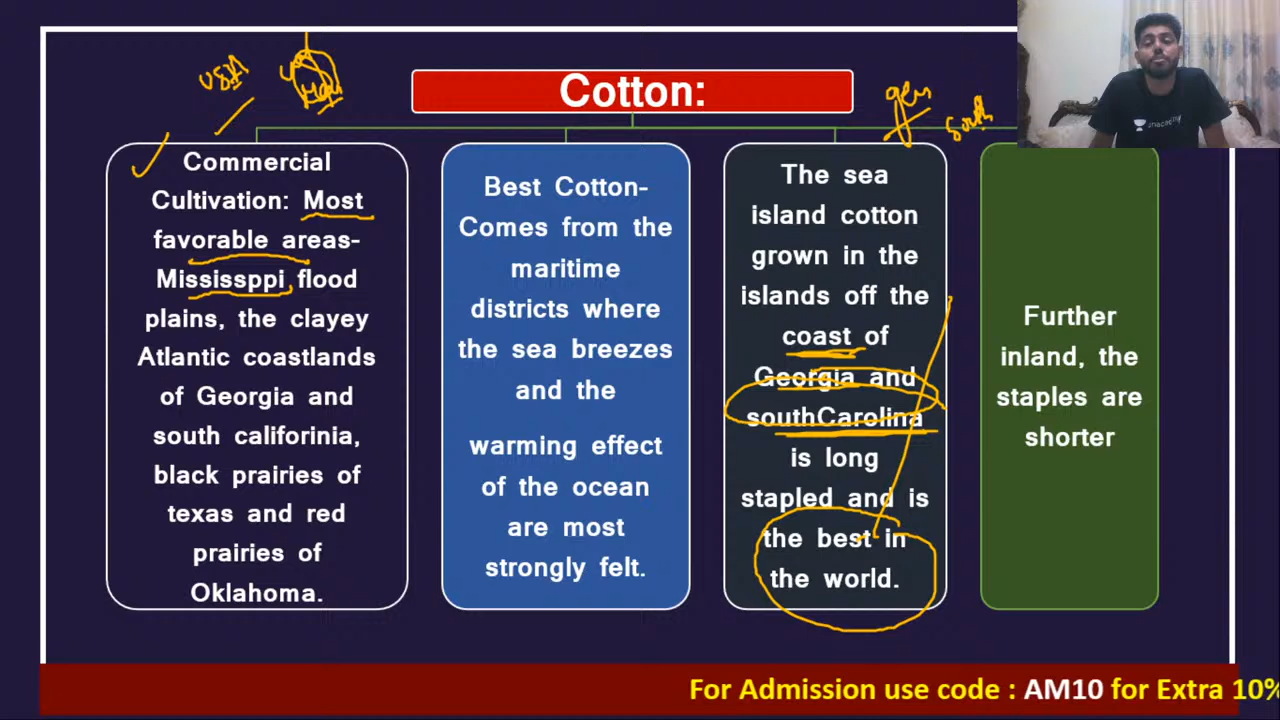 USA
Cotton:
South
Commercial
Cultivation: Most
favorable areas-
Mississppi flood
plains, the clayey
Atlantic coastlands
of Georgia and
south califorinia,
black prairies of
texas and red
prairies of
Oklahoma.
Best Cotton-
Comes from the
maritime
districts where
the sea breezes
and the
warming effect
of the ocean
are most
strongly felt.
The sea
island cotton
grown in the
islands off the
coast of
Georgia and
southCarolina
is long
stapled and is
the best in
the world.
Further
inland, the
staples are
shorter
For Admission use code : AM10 for Extra 10%